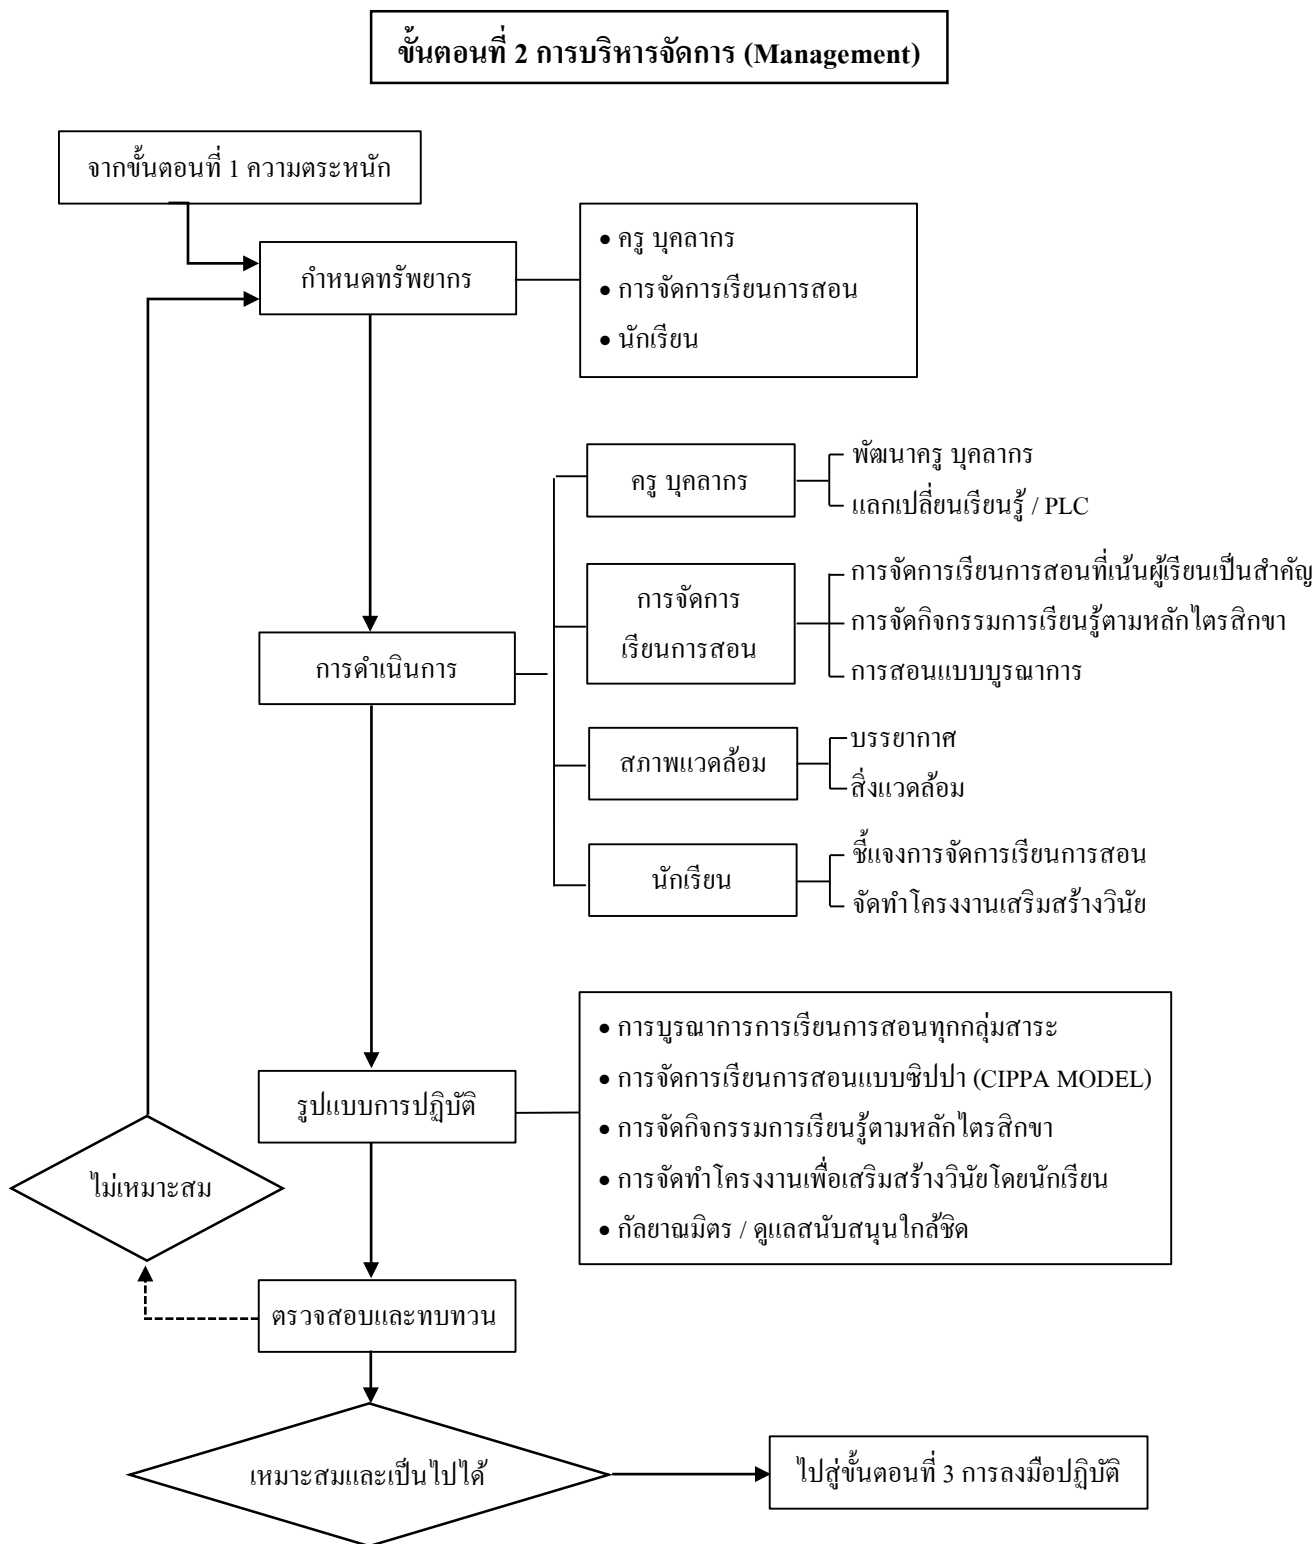 ขั้นตอนที่ 2 การบริหารจัดการ (Management)
จากขั้นตอนที่ 1 ความตระหนัก
กำหนดทรัพยากร
• ครู บุคลากร
• การจัดการเรียนการสอน
• นักเรียน
การดำเนินการ
ครู บุคลากร
พัฒนาครู บุคลากร
แลกเปลี่ยนเรียนรู้ / PLC
การจัดการ
เรียนการสอน
การจัดการเรียนการสอนที่เน้นผู้เรียนเป็นสำคัญ
การจัดกิจกรรมการเรียนรู้ตามหลักไตรสิกขา
การสอนแบบบูรณาการ
สภาพแวดล้อม
บรรยากาศ
สิ่งแวดล้อม
นักเรียน
ชี้แจงการจัดการเรียนการสอน
จัดทำโครงงานเสริมสร้างวินัย
รูปแบบการปฏิบัติ
• การบูรณาการการเรียนการสอนทุกกลุ่มสาระ
• การจัดการเรียนการสอนแบบซิปปา (CIPPA MODEL)
• การจัดกิจกรรมการเรียนรู้ตามหลักไตรสิกขา
• การจัดทำโครงงานเพื่อเสริมสร้างวินัยโดยนักเรียน
• กัลยาณมิตร / ดูแลสนับสนุนใกล้ชิด
ไม่เหมาะสม
ตรวจสอบและทบทวน
เหมาะสมและเป็นไปได้
ไปสู่ขั้นตอนที่ 3 การลงมือปฏิบัติ